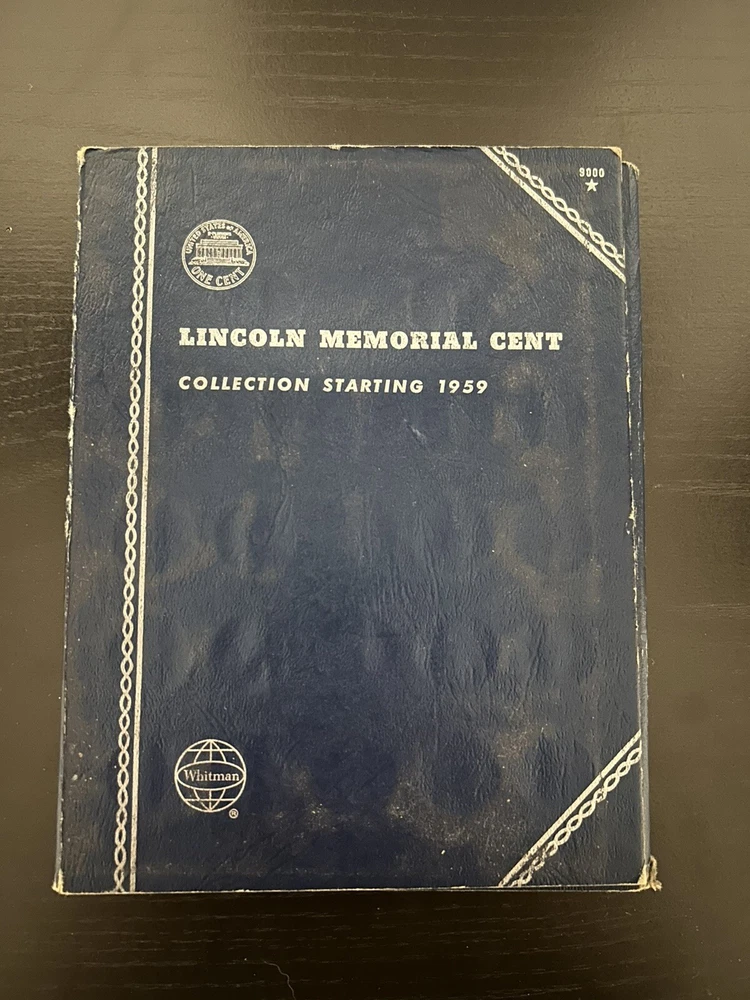 9000
★
UNITED STATES OF AMERICA
ONE CENT
LINCOLN MEMORIAL CENT
COLLECTION STARTING 1959
Whitman
®